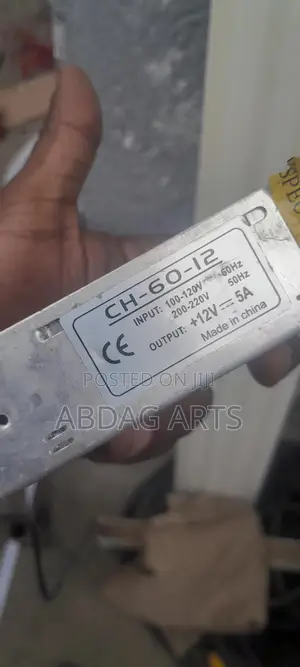 CH-60-12
INPUT: 100-120V 60Hz
200-220V 50Hz
OUTPUT: +12V 5A
Made in china
CE
POSTED ON jiji
ABDAG ARTS